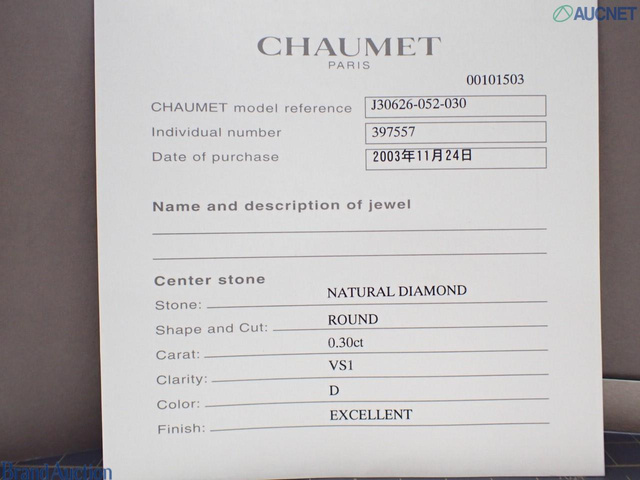 AUCNET
CHAUMET
PARIS
00101503
CHAUMET model reference J30626-052-030
Individual number 397557
Date of purchase 2003年11月24日
Name and description of jewel
Center stone
Stone: NATURAL DIAMOND
Shape and Cut: ROUND
Carat: 0.30ct
Clarity: VS1
Color: D
Finish: EXCELLENT
Brand Auction